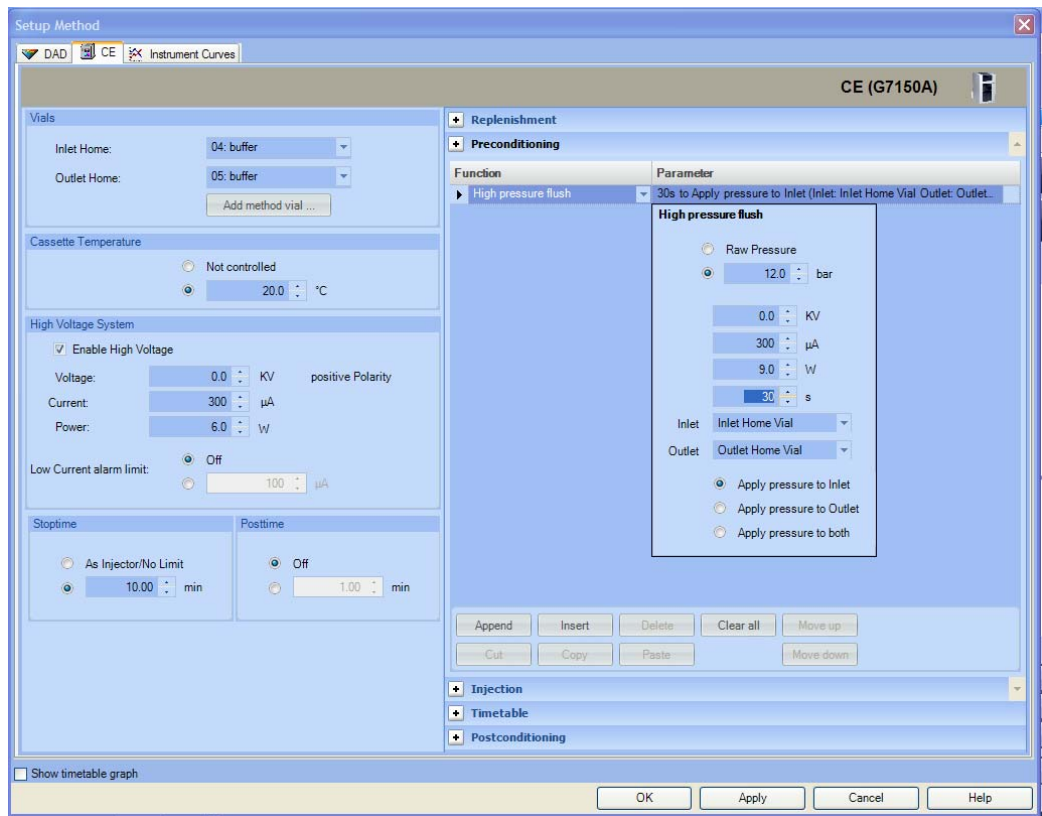 Setup Method
DAD CE Instrument Curves
CE (G7150A)
Vials
Inlet Home: 04: buffer
Outlet Home: 05: buffer
Add method vial ...
Cassette Temperature
Not controlled
20.0 °C
High Voltage System
Enable High Voltage
Voltage: 0.0 KV positive Polarity
Current: 300 µA
Power: 6.0 W
Low Current alarm limit: Off
100 µA
Stoptime
As Injector/No Limit
10.00 min
Posttime
Off
1.00 min
Replenishment
Preconditioning
Function Parameter
High pressure flush 30s to Apply pressure to Inlet (Inlet: Inlet Home Vial Outlet: Outlet...
High pressure flush
Raw Pressure
12.0 bar
0.0 KV
300 µA
9.0 W
30 s
Inlet Inlet Home Vial
Outlet Outlet Home Vial
Apply pressure to Inlet
Apply pressure to Outlet
Apply pressure to both
Append Insert Delete Clear all Move up
Cut Copy Paste Move down
Injection
Timetable
Postconditioning
Show timetable graph
OK Apply Cancel Help